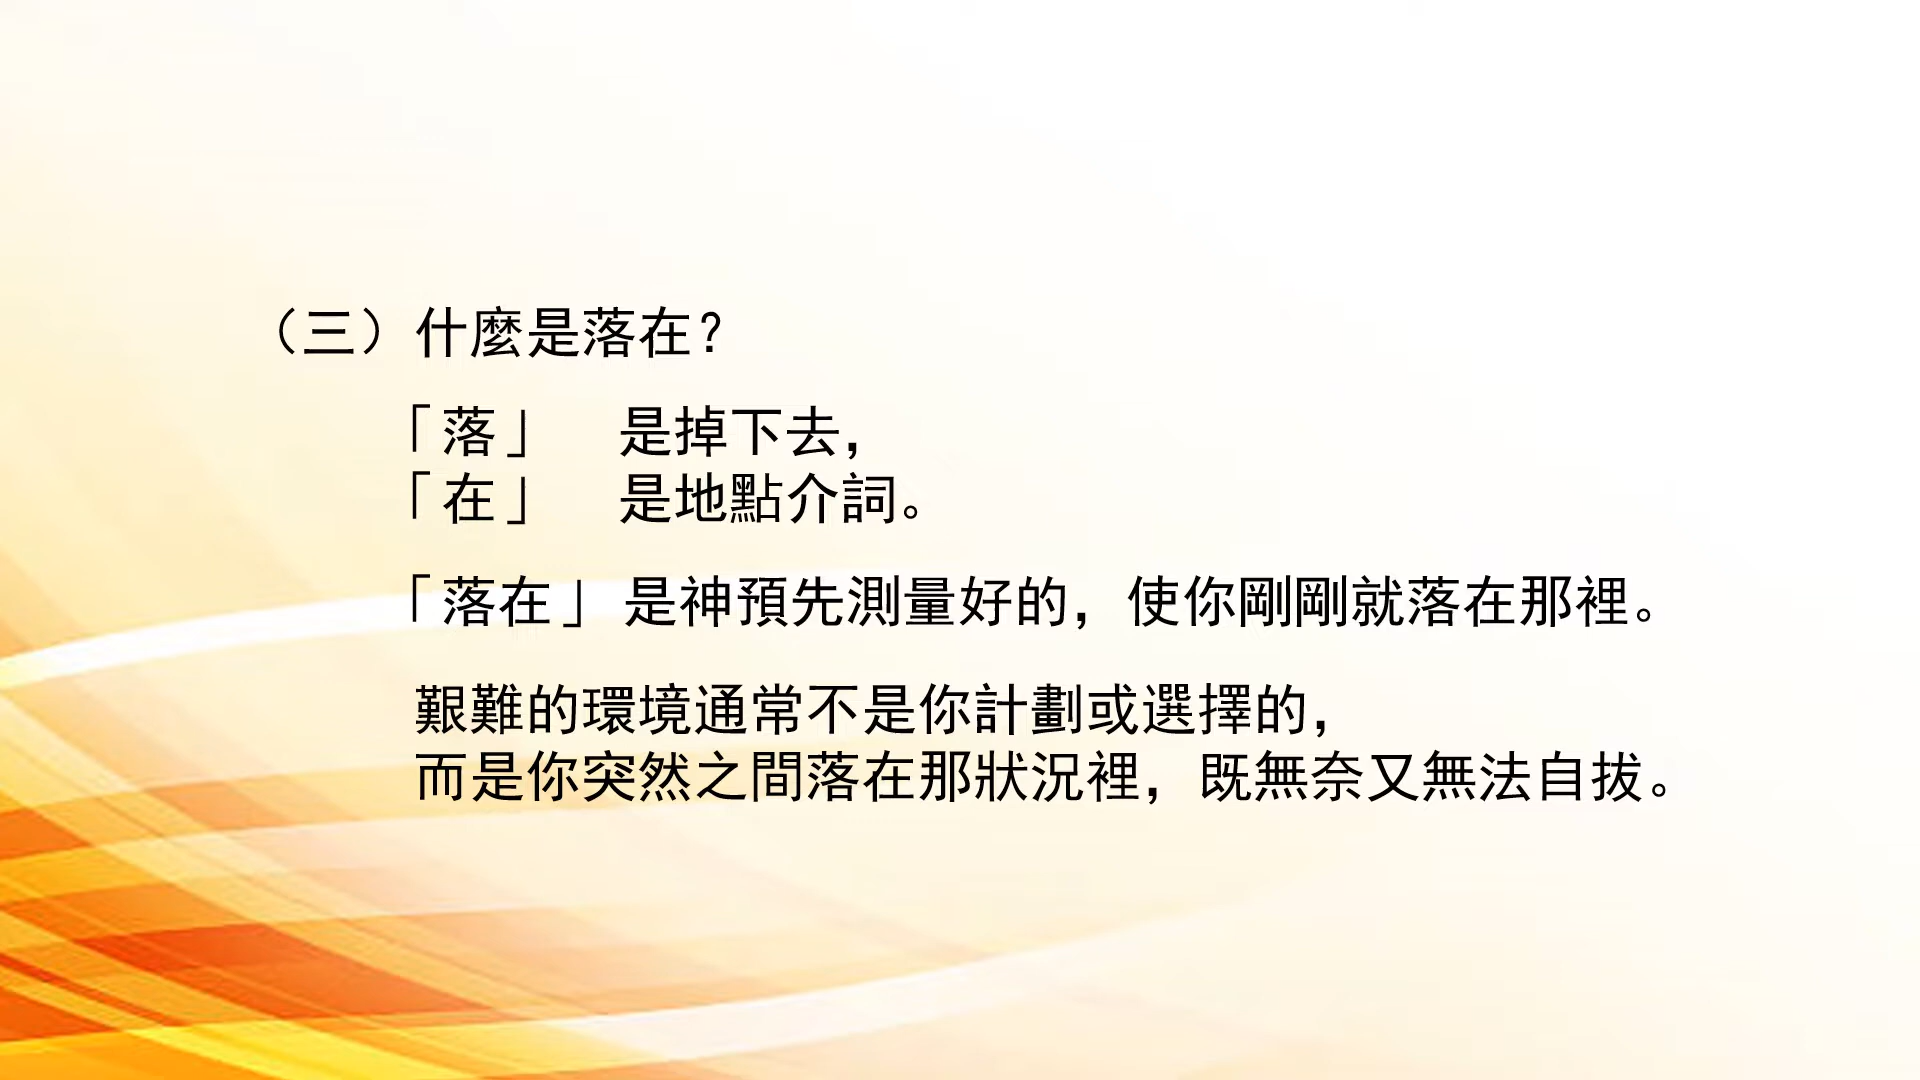 （三）什麼是落在？
「落」 是掉下去，
「在」 是地點介詞。
「落在」是神預先測量好的，使你剛剛就落在那裡。
艱難的環境通常不是你計劃或選擇的，
而是你突然之間落在那狀況裡，既無奈又無法自拔。